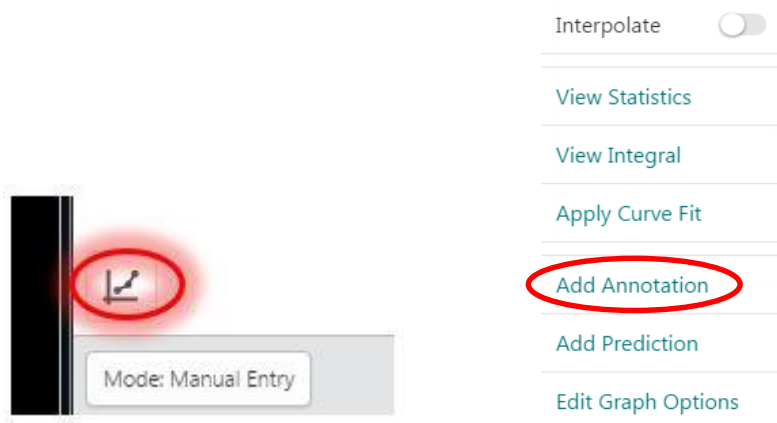 Interpolate
View Statistics
View Integral
Apply Curve Fit
Add Annotation
Add Prediction
Edit Graph Options
Mode: Manual Entry